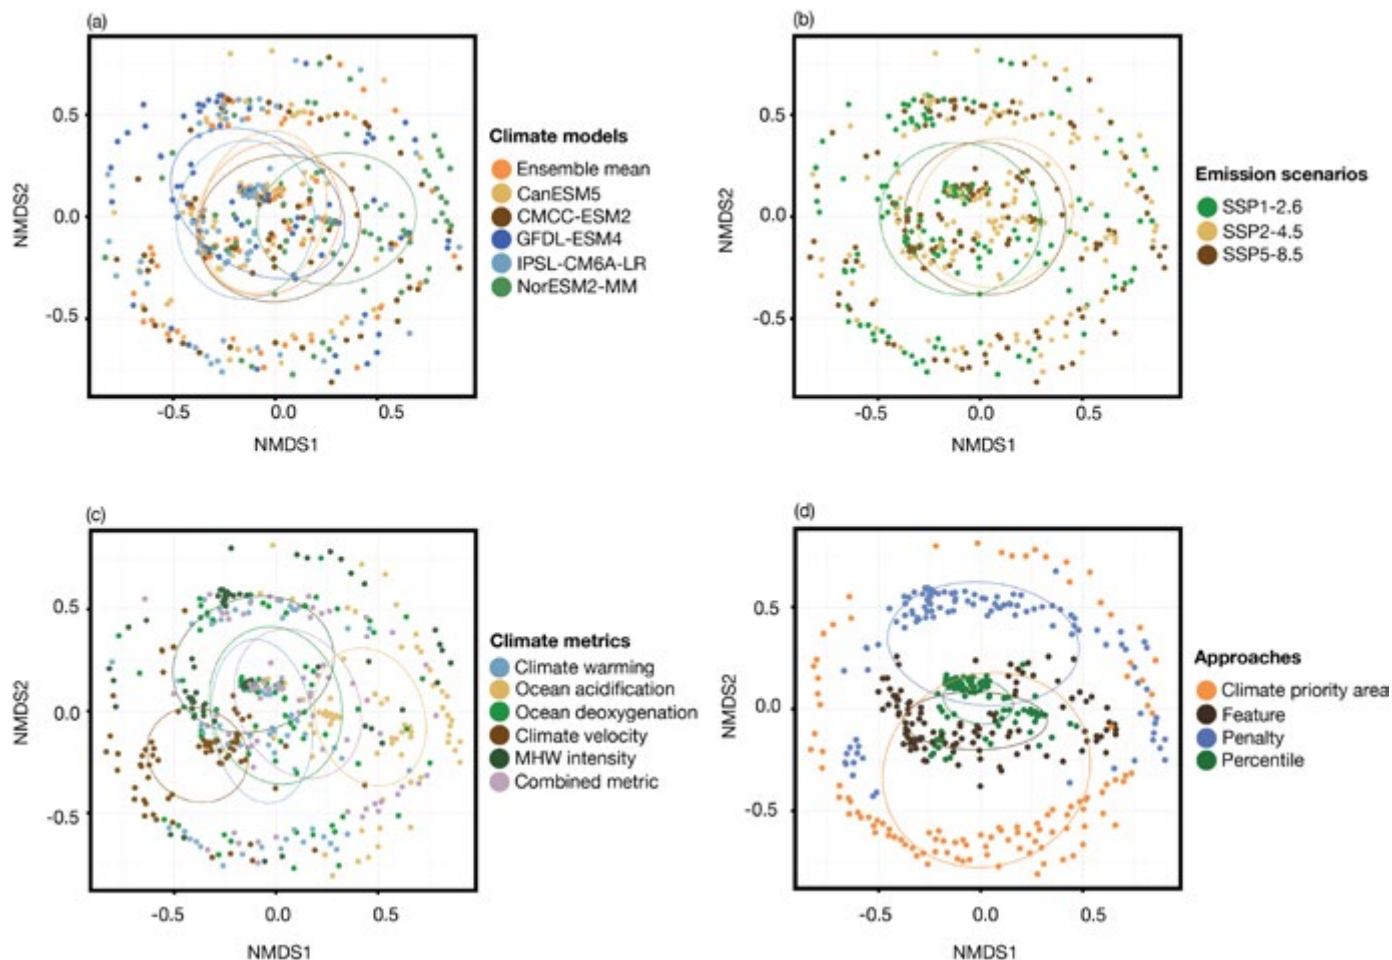 (a)
0.5
0.0
-0.5
NMDS2
-0.5 0.0 0.5
NMDS1
Climate models
Ensemble mean
CanESM5
CMCC-ESM2
GFDL-ESM4
IPSL-CM6A-LR
NorESM2-MM
(b)
0.5
0.0
-0.5
NMDS2
-0.5 0.0 0.5
NMDS1
Emission scenarios
SSP1-2.6
SSP2-4.5
SSP5-8.5
(c)
0.5
0.0
-0.5
NMDS2
-0.5 0.0 0.5
NMDS1
Climate metrics
Climate warming
Ocean acidification
Ocean deoxygenation
Climate velocity
MHW intensity
Combined metric
(d)
0.5
0.0
-0.5
NMDS2
-0.5 0.0 0.5
NMDS1
Approaches
Climate priority area
Feature
Penalty
Percentile